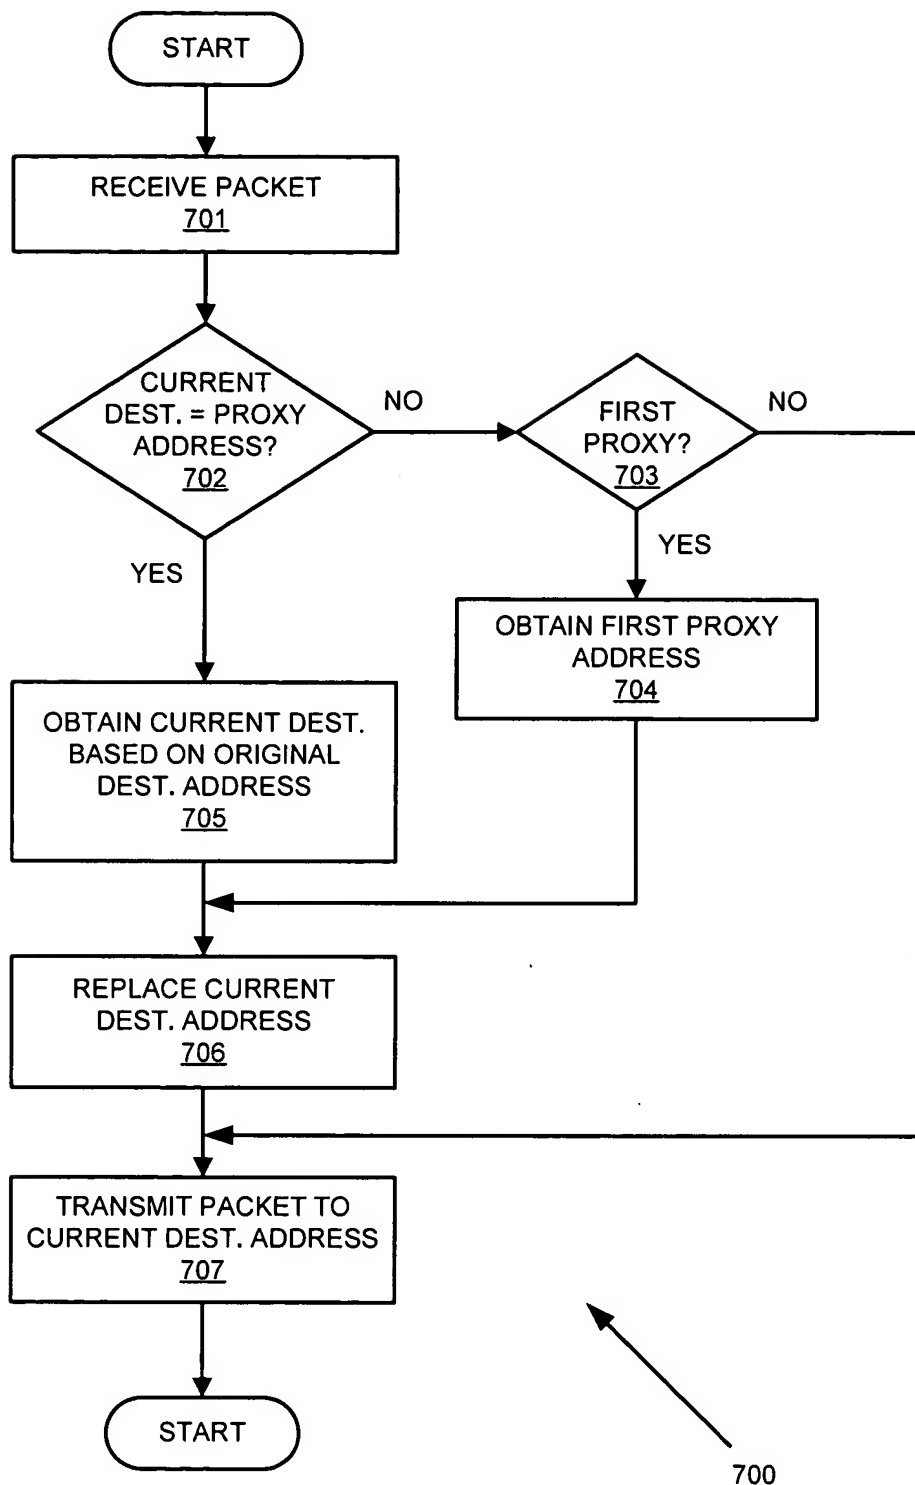 START
RECEIVE PACKET
701
CURRENT
DEST. = PROXY
ADDRESS?
702
NO
FIRST
PROXY?
703
NO
YES
YES
OBTAIN FIRST PROXY
ADDRESS
704
OBTAIN CURRENT DEST.
BASED ON ORIGINAL
DEST. ADDRESS
705
REPLACE CURRENT
DEST. ADDRESS
706
TRANSMIT PACKET TO
CURRENT DEST. ADDRESS
707
START
700